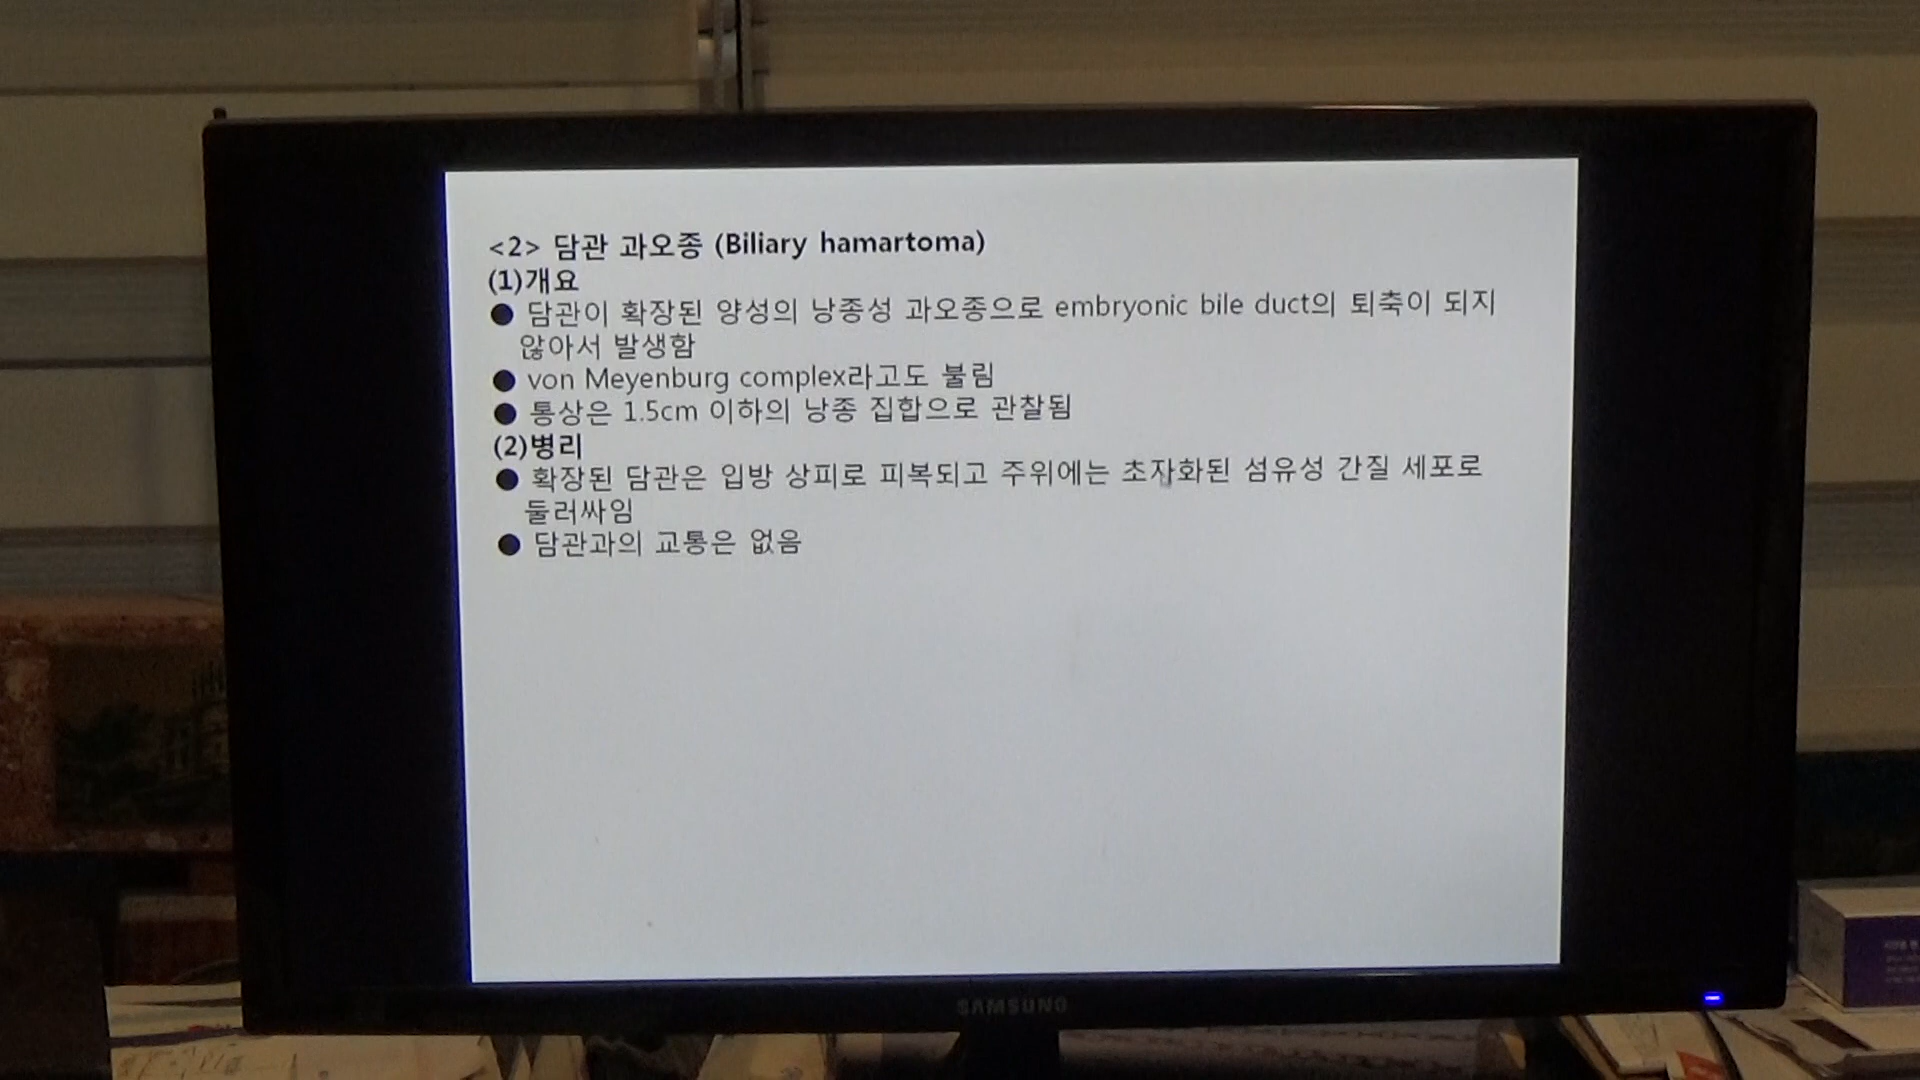 <2> 담관 과오종 (Biliary hamartoma)
(1)개요
● 담관이 확장된 양성의 낭종성 과오종으로 embryonic bile duct의 퇴축이 되지
않아서 발생함
● von Meyenburg complex라고도 불림
● 통상은 1.5cm 이하의 낭종 집합으로 관찰됨
(2)병리
● 확장된 담관은 입방 상피로 피복되고 주위에는 초자화된 섬유성 간질 세포로
둘러싸임
● 담관과의 교통은 없음
SAMSUNG